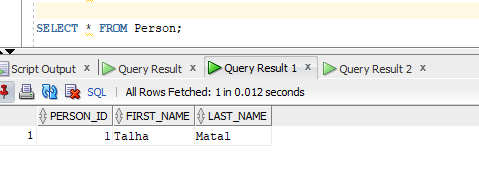 SELECT * FROM Person;
Script Output x Query Result x Query Result 1 x Query Result 2 x
SQL | All Rows Fetched: 1 in 0.012 seconds
PERSON_ID FIRST_NAME LAST_NAME
1 1 Talha Matal